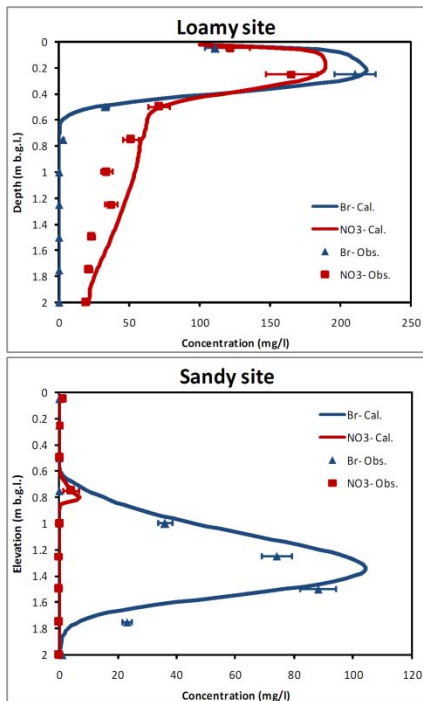 Loamy site
0
0.2
0.4
0.6
0.8
1
1.2
1.4
1.6
1.8
2
Depth (m b.g.l.)
Br- Cal.
NO3- Cal.
Br- Obs.
NO3- Obs.
0 50 100 150 200 250
Concentration (mg/l)
Sandy site
0
0.2
0.4
0.6
0.8
1
1.2
1.4
1.6
1.8
2
Elevation (m b.g.l.)
Br- Cal.
NO3- Cal.
Br- Obs.
NO3- Obs.
0 20 40 60 80 100 120
Concentration (mg/l)